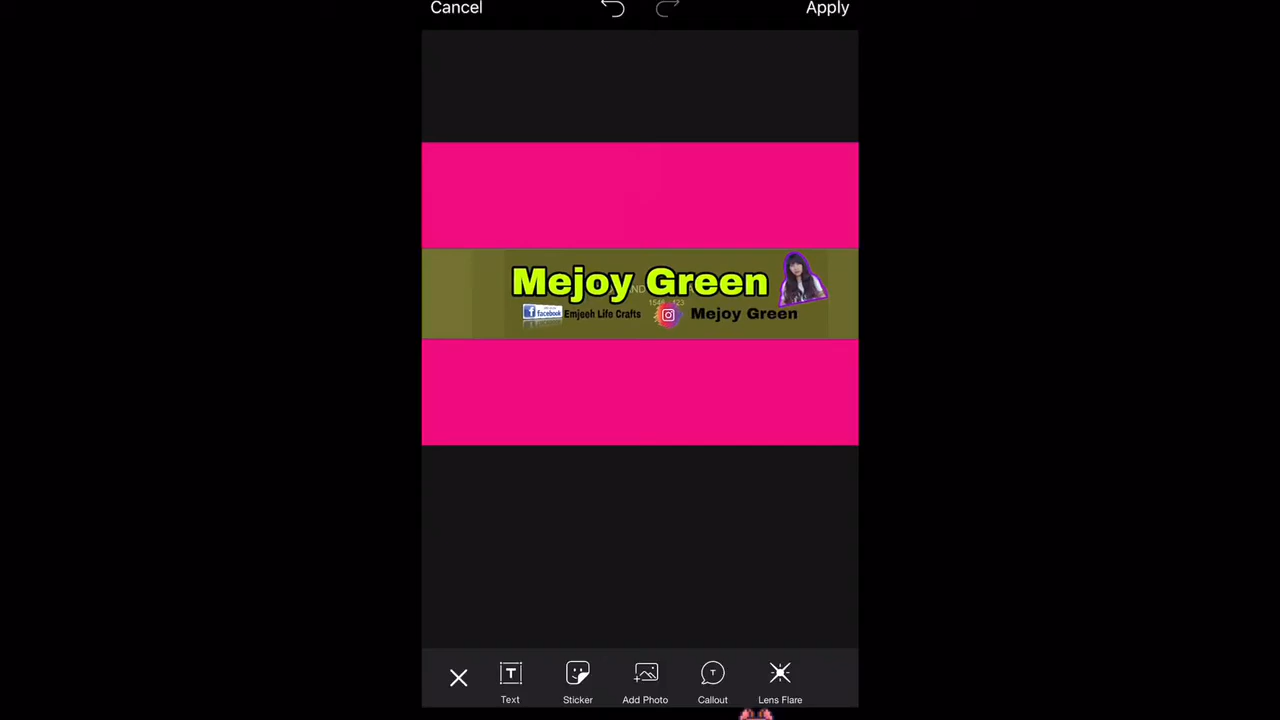 Cancel
Apply
Mejoy Green
facebook
Emjeeh Life Crafts
Mejoy Green
Text
Sticker
Add Photo
Callout
Lens Flare